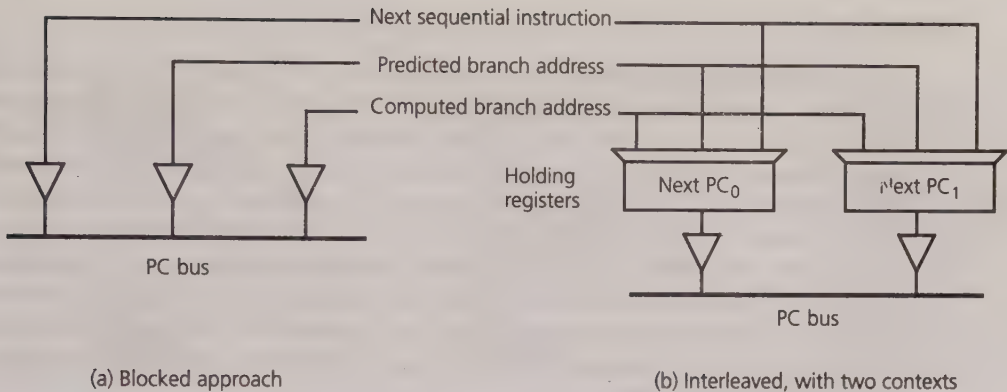 Next sequential instruction
Predicted branch address
Computed branch address
Holding
registers
Next PC0
Next PC1
PC bus
PC bus
(a) Blocked approach
(b) Interleaved, with two contexts